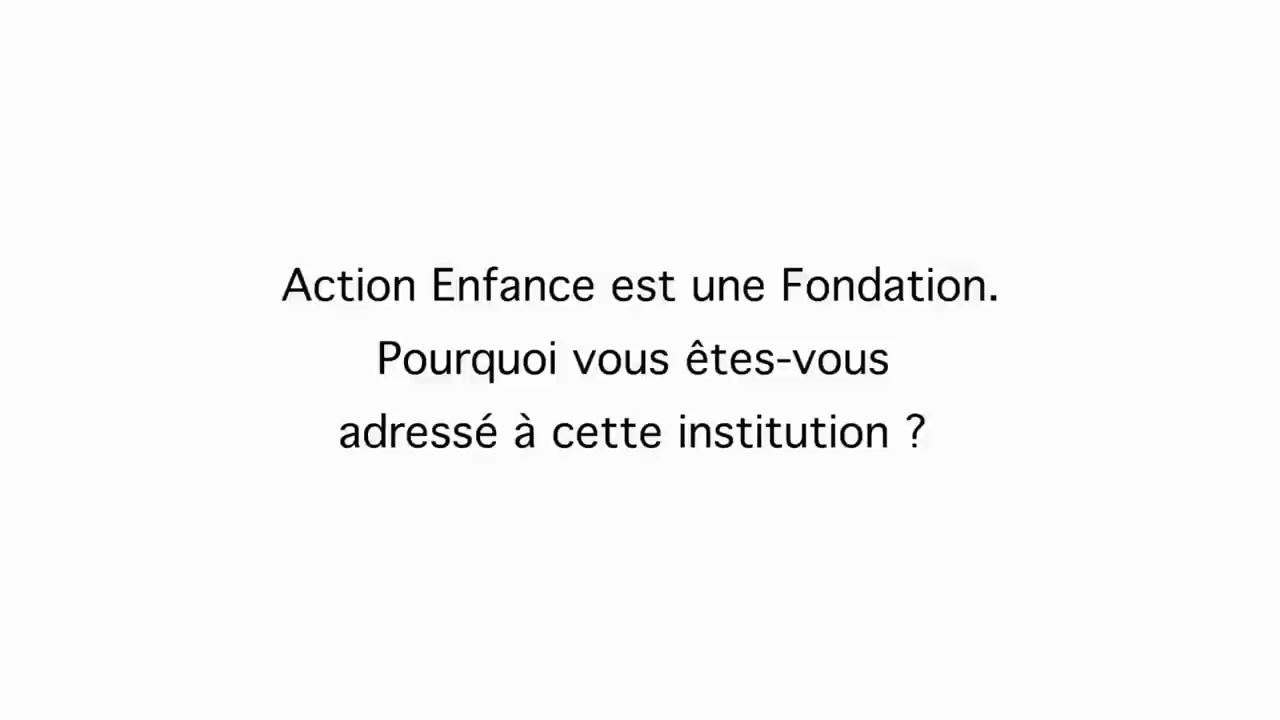 Action Enfance est une Fondation.
Pourquoi vous êtes-vous
adressé à cette institution ?